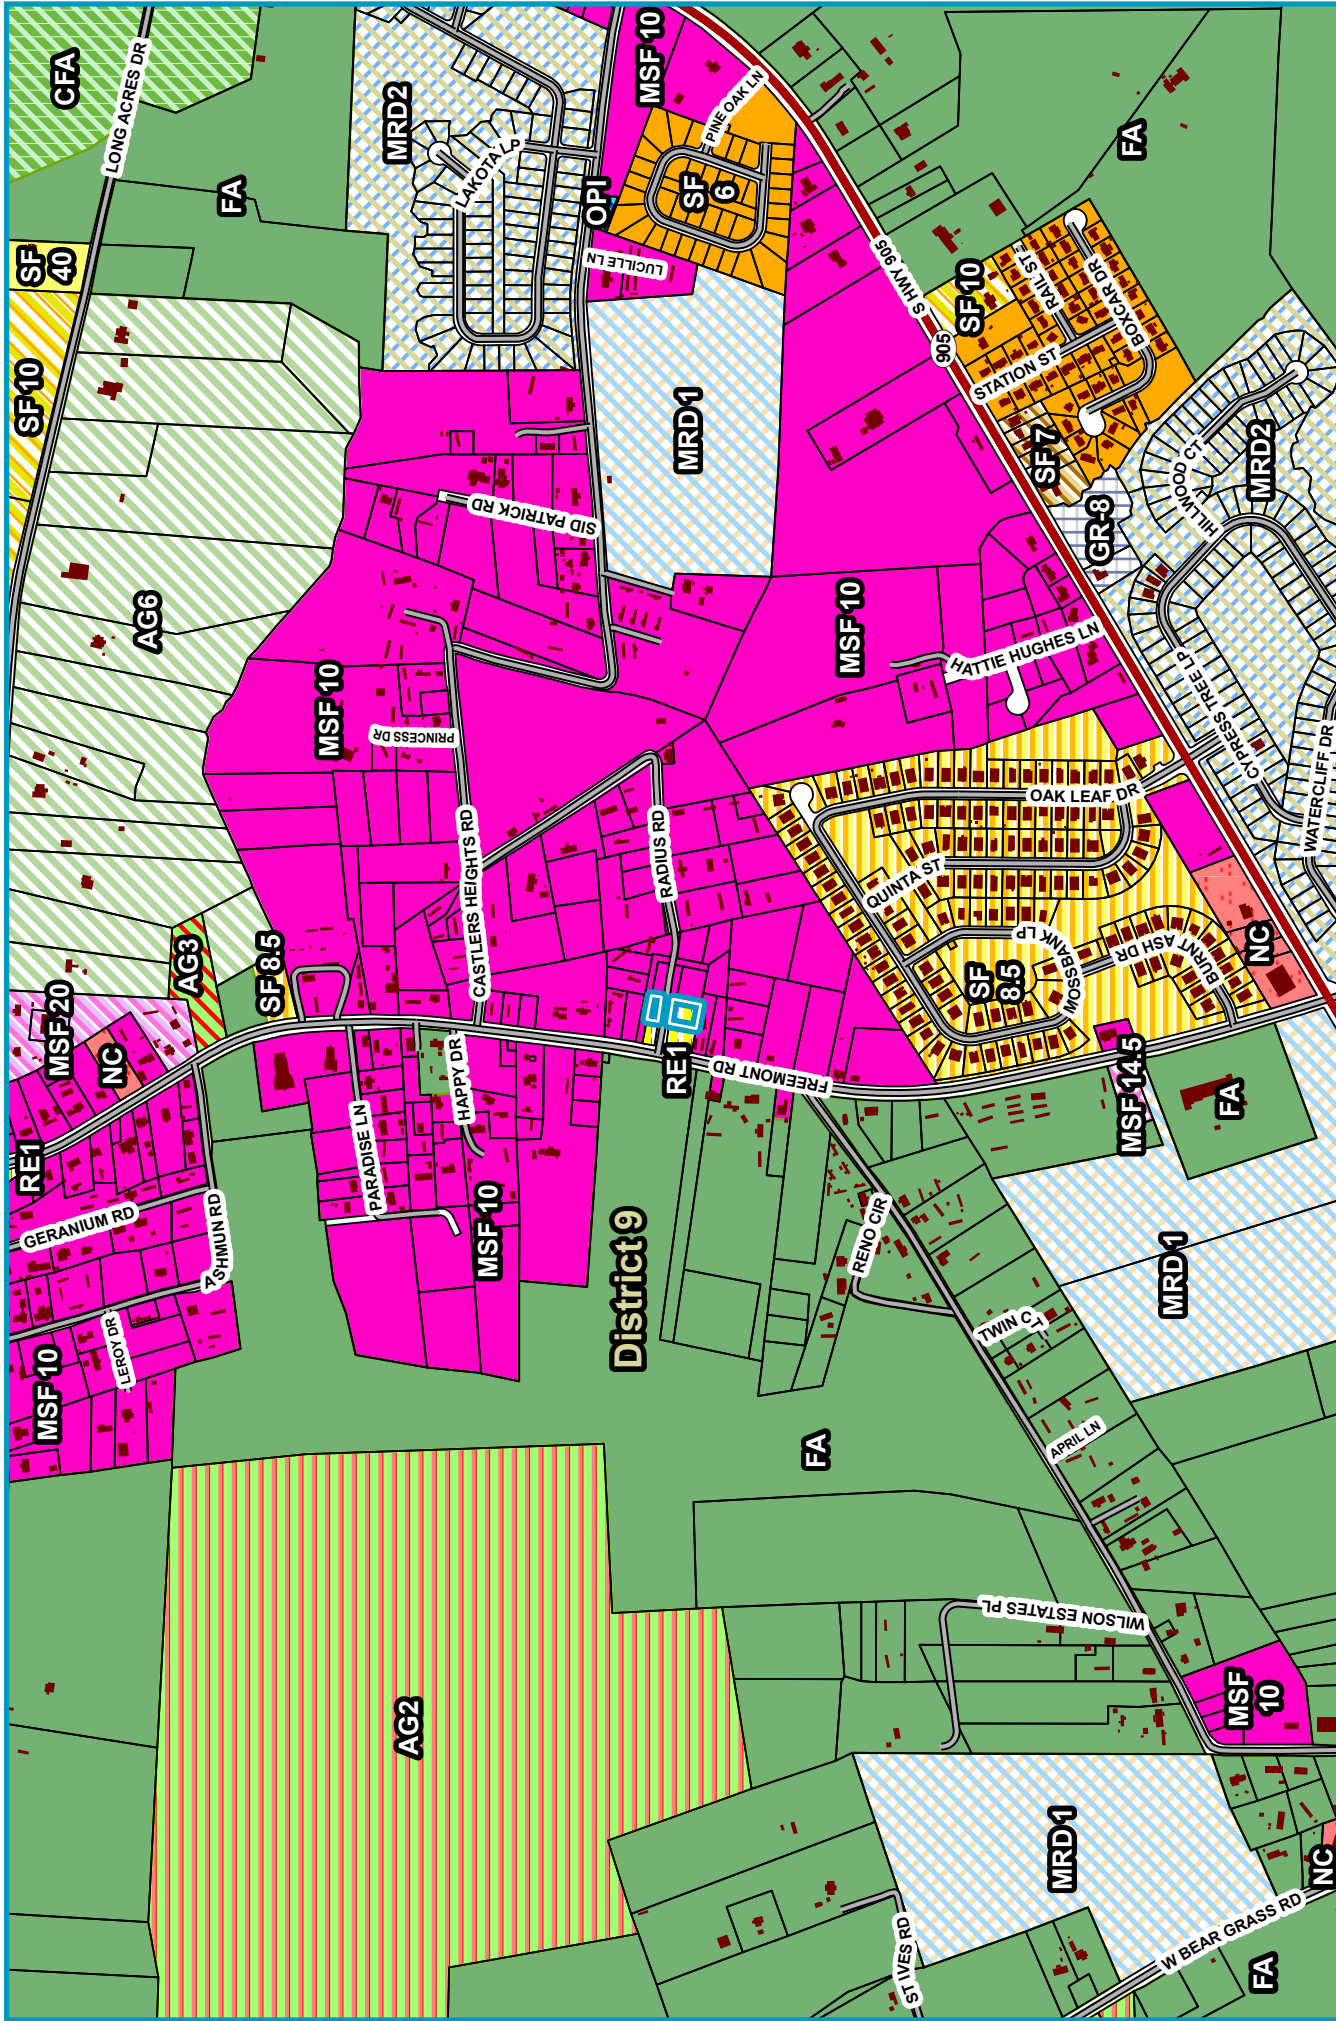 CFA
LONG ACRES DR
FA
SF
40
SF 10
AG6
AG3
SF 8.5
MSF 20
NC
RE1
GERANIUM RD
ASHMUN RD
LEROY DR
MSF 10
MRD2
LAKOTA LP
OPI
LUCILLE LN
MSF 10
PINE OAK LN
SF
6
S HWY 905
905
FA
SF 10
RAIL ST
BOXCAR DR
STATION ST
SF 7
GR-8
HILLWOOD CT
MRD2
CYPRESS TREE LP
WATERCLIFF DR
MRD 1
SID PATRICK RD
MSF 10
PRINCESS DR
MSF 10
HATTIE HUGHES LN
CASTLERS HEIGHTS RD
RADIUS RD
OAK LEAF DR
QUINTA ST
SF
8.5
MOSSBANK LP
BURNT ASH DR
NC
RE1
FREEMONT RD
HAPPY DR
PARADISE LN
MSF 10
MSF 14.5
FA
MRD 1
District 9
RENO CIR
TWIN CT
APRIL LN
FA
WILSON ESTATES PL
AG2
MSF
10
MRD 1
NC
ST IVES RD
W BEAR GRASS RD
FA